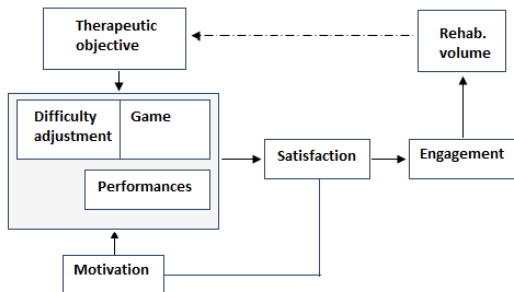 Therapeutic
objective
Rehab.
volume
Difficulty
adjustment
Game
Performances
Satisfaction
Engagement
Motivation